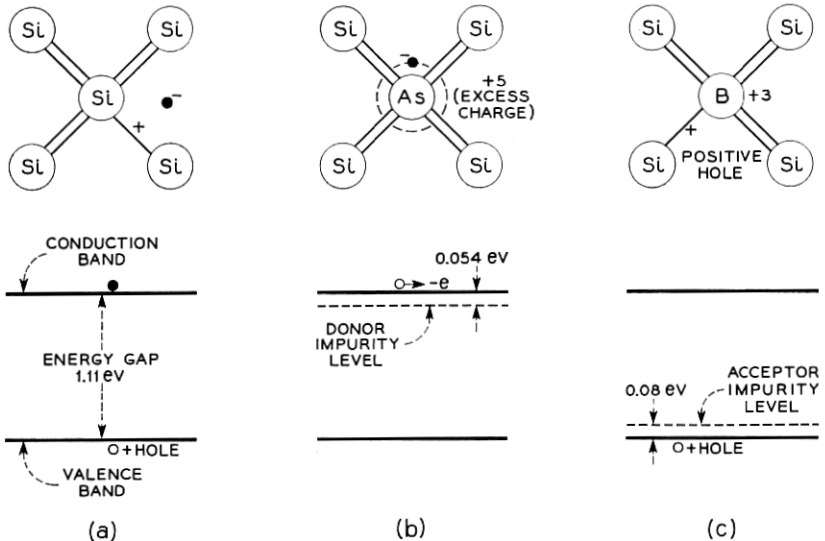 Si
Si
Si
−
+
Si
Si
Si
Si
−
As
+5
(EXCESS
CHARGE)
Si
Si
Si
Si
B +3
+
POSITIVE
HOLE
Si
Si
CONDUCTION
BAND
ENERGY GAP
1.11 eV
O+HOLE
VALENCE
BAND
(a)
0.054 eV
-e
DONOR
IMPURITY
LEVEL
(b)
0.08 eV
ACCEPTOR
IMPURITY
LEVEL
+HOLE
(c)